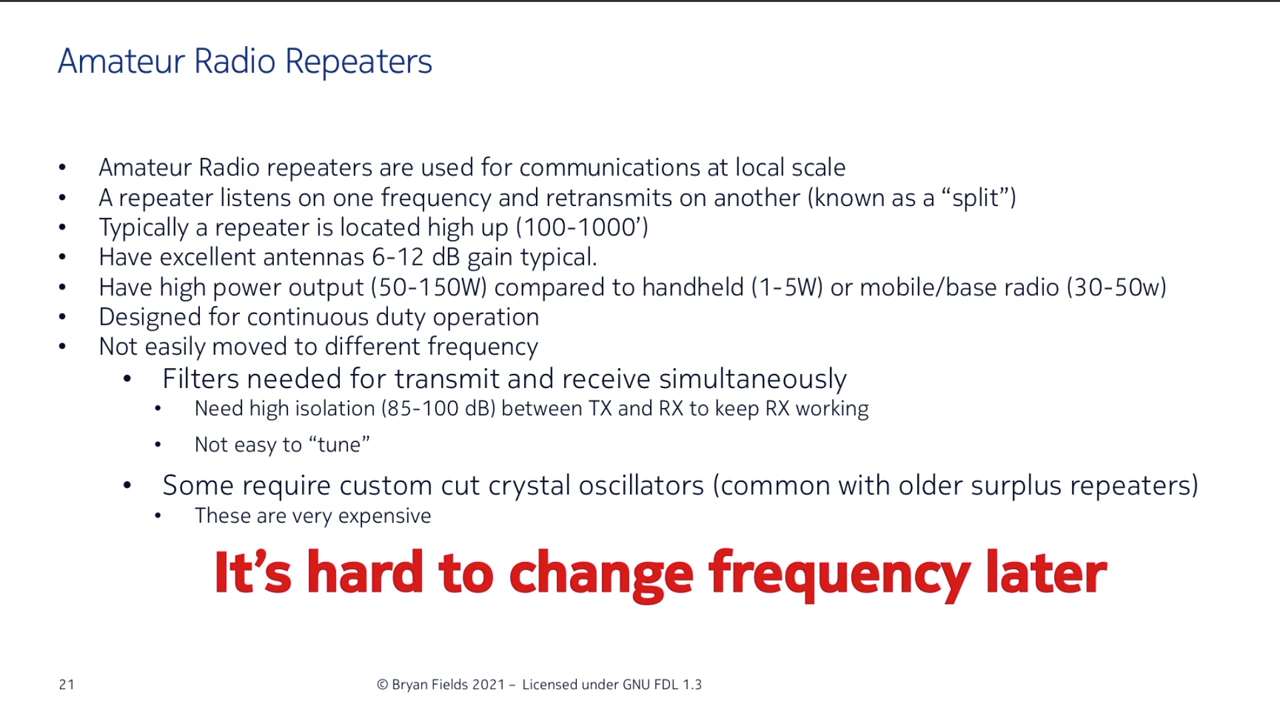 Amateur Radio Repeaters
• Amateur Radio repeaters are used for communications at local scale
• A repeater listens on one frequency and retransmits on another (known as a “split”)
• Typically a repeater is located high up (100-1000’)
• Have excellent antennas 6-12 dB gain typical.
• Have high power output (50-150W) compared to handheld (1-5W) or mobile/base radio (30-50w)
• Designed for continuous duty operation
• Not easily moved to different frequency
• Filters needed for transmit and receive simultaneously
• Need high isolation (85-100 dB) between TX and RX to keep RX working
• Not easy to “tune”
• Some require custom cut crystal oscillators (common with older surplus repeaters)
• These are very expensive
It’s hard to change frequency later
21 © Bryan Fields 2021 – Licensed under GNU FDL 1.3